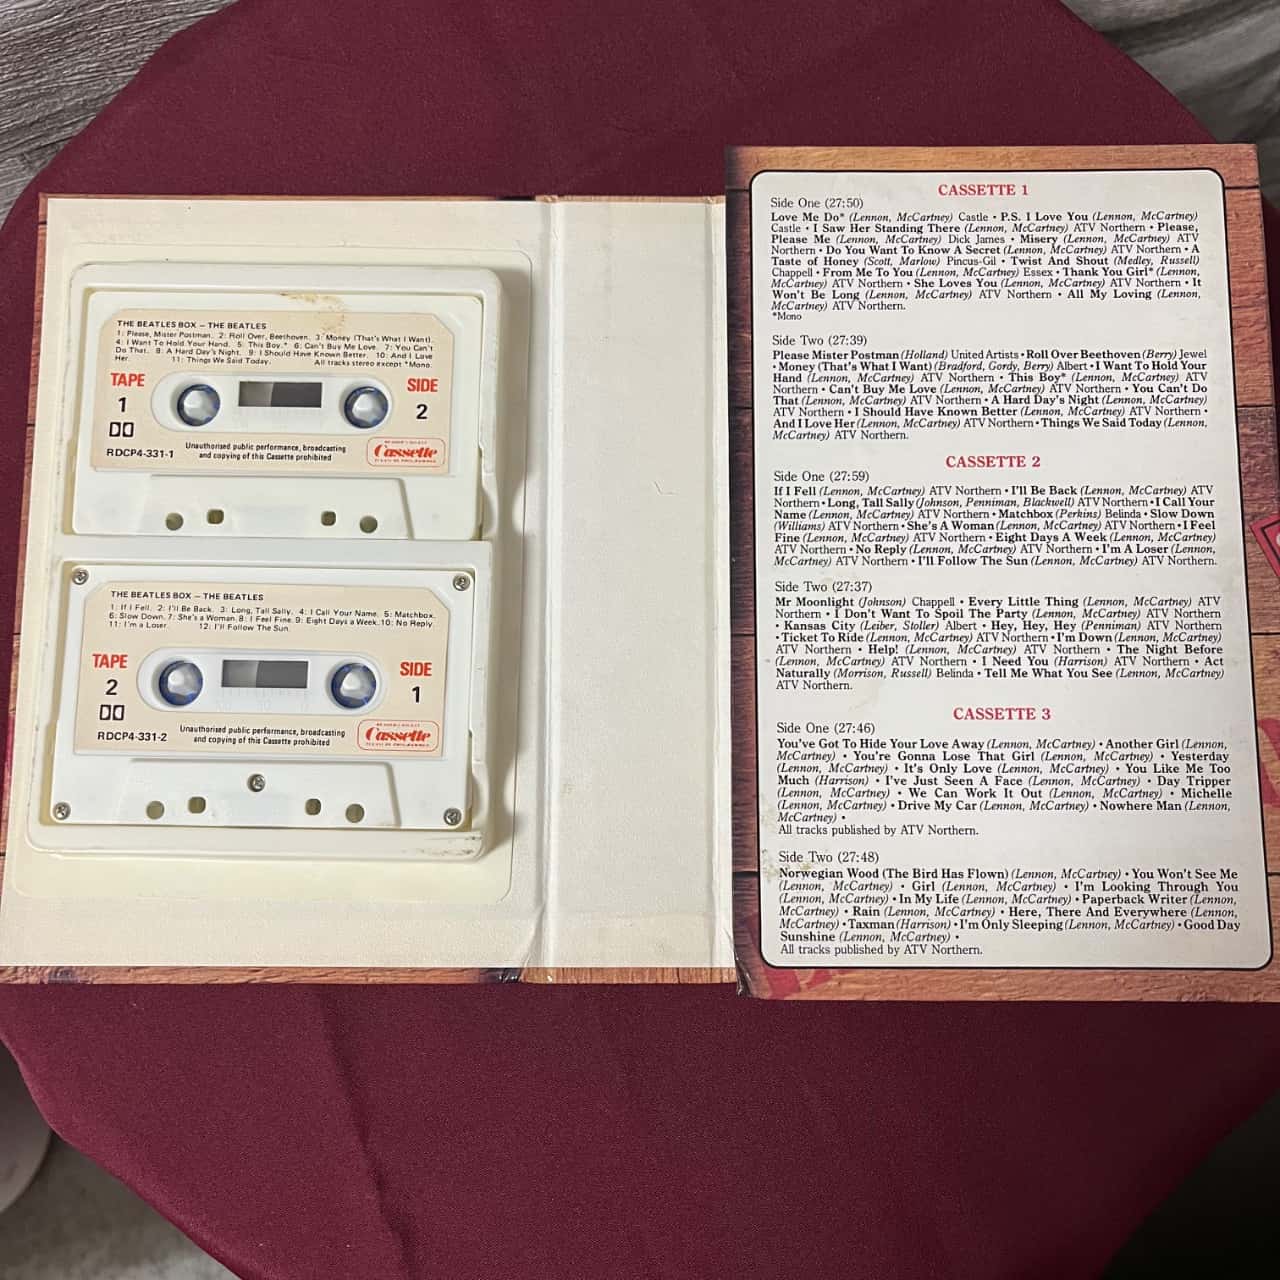 THE BEATLES BOX — THE BEATLES
1: Please, Mister Postman. 2: Roll Over, Beethoven. 3: Money (That's What I Want).
4: I Want To Hold Your Hand. 5: This Boy.* 6: Can't Buy Me Love. 7: You Can't
Do That. 8: A Hard Day's Night. 9: I Should Have Known Better. 10: And I Love
Her. 11: Things We Said Today. All tracks stereo except *Mono.
TAPE
1
SIDE
2
RDCP4-331-1
Unauthorised public performance, broadcasting
and copying of this Cassette prohibited
READER'S DIGEST
Cassette
THE BEATLES BOX — THE BEATLES
1: If I Fell. 2: I'll Be Back. 3: Long, Tall Sally. 4: I Call Your Name. 5: Matchbox.
6: Slow Down. 7: She's a Woman. 8: I Feel Fine. 9: Eight Days a Week. 10: No Reply.
11: I'm a Loser. 12: I'll Follow The Sun.
TAPE
2
SIDE
1
RDCP4-331-2
Unauthorised public performance, broadcasting
and copying of this Cassette prohibited
READER'S DIGEST
Cassette
CASSETTE 1
Side One (27:50)
Love Me Do* (Lennon, McCartney) Castle • P.S. I Love You (Lennon, McCartney)
Castle • I Saw Her Standing There (Lennon, McCartney) ATV Northern • Please,
Please Me (Lennon, McCartney) Dick James • Misery (Lennon, McCartney) ATV
Northern • Do You Want To Know A Secret (Lennon, McCartney) ATV Northern • A
Taste of Honey (Scott, Marlow) Pincus-Gil • Twist And Shout (Medley, Russell)
Chappell • From Me To You (Lennon, McCartney) Essex • Thank You Girl* (Lennon,
McCartney) ATV Northern • She Loves You (Lennon, McCartney) ATV Northern • It
Won't Be Long (Lennon, McCartney) ATV Northern • All My Loving (Lennon,
McCartney) ATV Northern.
*Mono
Side Two (27:39)
Please Mister Postman (Holland) United Artists • Roll Over Beethoven (Berry) Jewel
• Money (That's What I Want) (Bradford, Gordy, Berry) Albert • I Want To Hold Your
Hand (Lennon, McCartney) ATV Northern • This Boy* (Lennon, McCartney) ATV
Northern • Can't Buy Me Love (Lennon, McCartney) ATV Northern • You Can't Do
That (Lennon, McCartney) ATV Northern • A Hard Day's Night (Lennon, McCartney)
ATV Northern • I Should Have Known Better (Lennon, McCartney) ATV Northern •
And I Love Her (Lennon, McCartney) ATV Northern • Things We Said Today (Lennon,
McCartney) ATV Northern.
CASSETTE 2
Side One (27:59)
If I Fell (Lennon, McCartney) ATV Northern • I'll Be Back (Lennon, McCartney) ATV
Northern • Long, Tall Sally (Johnson, Penniman, Blackwell) ATV Northern • I Call Your
Name (Lennon, McCartney) ATV Northern • Matchbox (Perkins) Belinda • Slow Down
(Williams) ATV Northern • She's A Woman (Lennon, McCartney) ATV Northern • I Feel
Fine (Lennon, McCartney) ATV Northern • Eight Days A Week (Lennon, McCartney)
ATV Northern • No Reply (Lennon, McCartney) ATV Northern • I'm A Loser (Lennon,
McCartney) ATV Northern • I'll Follow The Sun (Lennon, McCartney) ATV Northern.
Side Two (27:37)
Mr Moonlight (Johnson) Chappell • Every Little Thing (Lennon, McCartney) ATV
Northern • I Don't Want To Spoil The Party (Lennon, McCartney) ATV Northern
• Kansas City (Leiber, Stoller) Albert • Hey, Hey, Hey (Penniman) ATV Northern
• Ticket To Ride (Lennon, McCartney) ATV Northern • I'm Down (Lennon, McCartney)
ATV Northern • Help! (Lennon, McCartney) ATV Northern • The Night Before
(Lennon, McCartney) ATV Northern • I Need You (Harrison) ATV Northern • Act
Naturally (Morrison, Russell) Belinda • Tell Me What You See (Lennon, McCartney)
ATV Northern.
CASSETTE 3
Side One (27:46)
You've Got To Hide Your Love Away (Lennon, McCartney) • Another Girl (Lennon,
McCartney) • You're Gonna Lose That Girl (Lennon, McCartney) • Yesterday
(Lennon, McCartney) • It's Only Love (Lennon, McCartney) • You Like Me Too
Much (Harrison) • I've Just Seen A Face (Lennon, McCartney) • Day Tripper
(Lennon, McCartney) • We Can Work It Out (Lennon, McCartney) • Michelle
(Lennon, McCartney) • Drive My Car (Lennon, McCartney) • Nowhere Man (Lennon,
McCartney) •
All tracks published by ATV Northern.
Side Two (27:48)
Norwegian Wood (The Bird Has Flown) (Lennon, McCartney) • You Won't See Me
(Lennon, McCartney) • Girl (Lennon, McCartney) • I'm Looking Through You
(Lennon, McCartney) • In My Life (Lennon, McCartney) • Paperback Writer (Lennon,
McCartney) • Rain (Lennon, McCartney) • Here, There And Everywhere (Lennon,
McCartney) • Taxman (Harrison) • I'm Only Sleeping (Lennon, McCartney) • Good Day
Sunshine (Lennon, McCartney) •
All tracks published by ATV Northern.